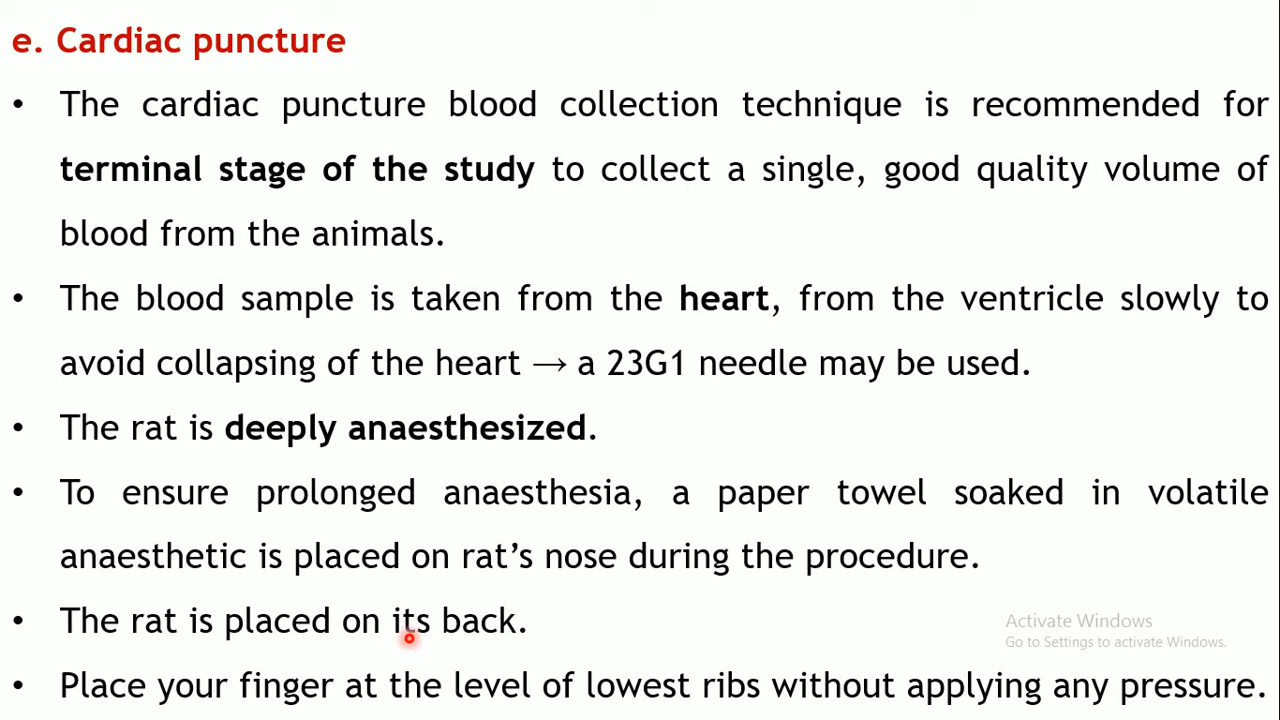 e. Cardiac puncture
• The cardiac puncture blood collection technique is recommended for
terminal stage of the study to collect a single, good quality volume of
blood from the animals.
• The blood sample is taken from the heart, from the ventricle slowly to
avoid collapsing of the heart → a 23G1 needle may be used.
• The rat is deeply anaesthesized.
• To ensure prolonged anaesthesia, a paper towel soaked in volatile
anaesthetic is placed on rat’s nose during the procedure.
• The rat is placed on its back.
Activate Windows
Go to Settings to activate Windows.
• Place your finger at the level of lowest ribs without applying any pressure.